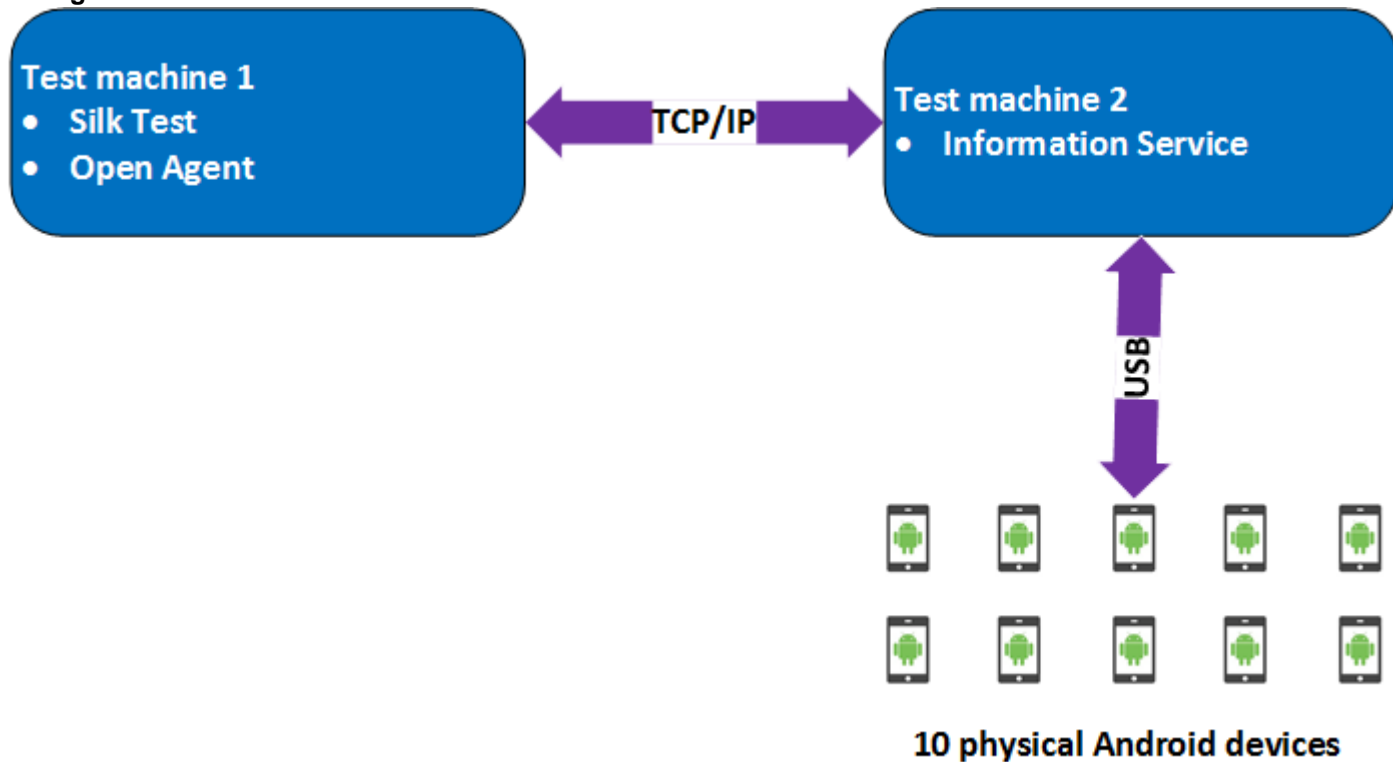 Test machine 1
• Silk Test
• Open Agent
TCP/IP
Test machine 2
• Information Service
USB
10 physical Android devices